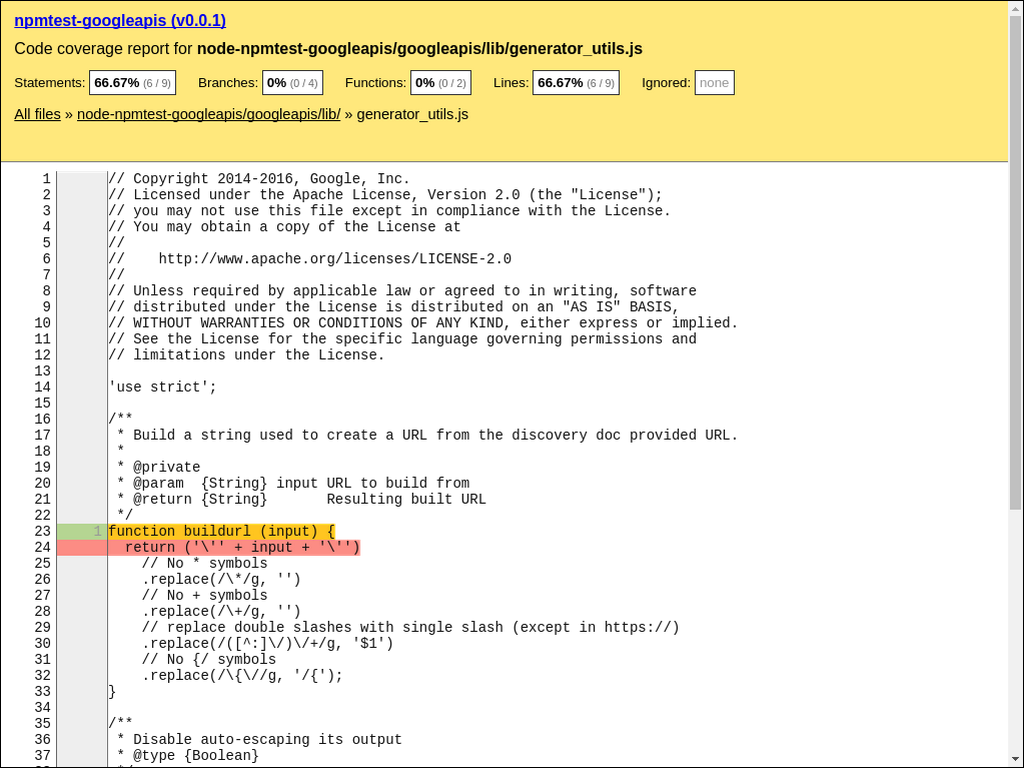 npmtest-googleapis (v0.0.1)
Code coverage report for node-npmtest-googleapis/googleapis/lib/generator_utils.js
Statements: 66.67% (6 / 9) Branches: 0% (0 / 4) Functions: 0% (0 / 2) Lines: 66.67% (6 / 9) Ignored: none
All files » node-npmtest-googleapis/googleapis/lib/ » generator_utils.js
1 // Copyright 2014-2016, Google, Inc.
2 // Licensed under the Apache License, Version 2.0 (the "License");
3 // you may not use this file except in compliance with the License.
4 // You may obtain a copy of the License at
5 //
6 //    http://www.apache.org/licenses/LICENSE-2.0
7 //
8 // Unless required by applicable law or agreed to in writing, software
9 // distributed under the License is distributed on an "AS IS" BASIS,
10 // WITHOUT WARRANTIES OR CONDITIONS OF ANY KIND, either express or implied.
11 // See the License for the specific language governing permissions and
12 // limitations under the License.
13
14 'use strict';
15
16 /**
17  * Build a string used to create a URL from the discovery doc provided URL.
18  *
19  * @private
20  * @param  {String} input URL to build from
21  * @return {String}       Resulting built URL
22  */
23 1 function buildurl (input) {
24   return ('\'' + input + '\'')
25     // No * symbols
26     .replace(/\*/g, '')
27     // No + symbols
28     .replace(/\+/g, '')
29     // replace double slashes with single slash (except in https://)
30     .replace(/([^:]\/)\/+/g, '$1')
31     // No {/ symbols
32     .replace(/\{\//g, '/{');
33 }
34
35 /**
36  * Disable auto-escaping its output
37  * @type {Boolean}